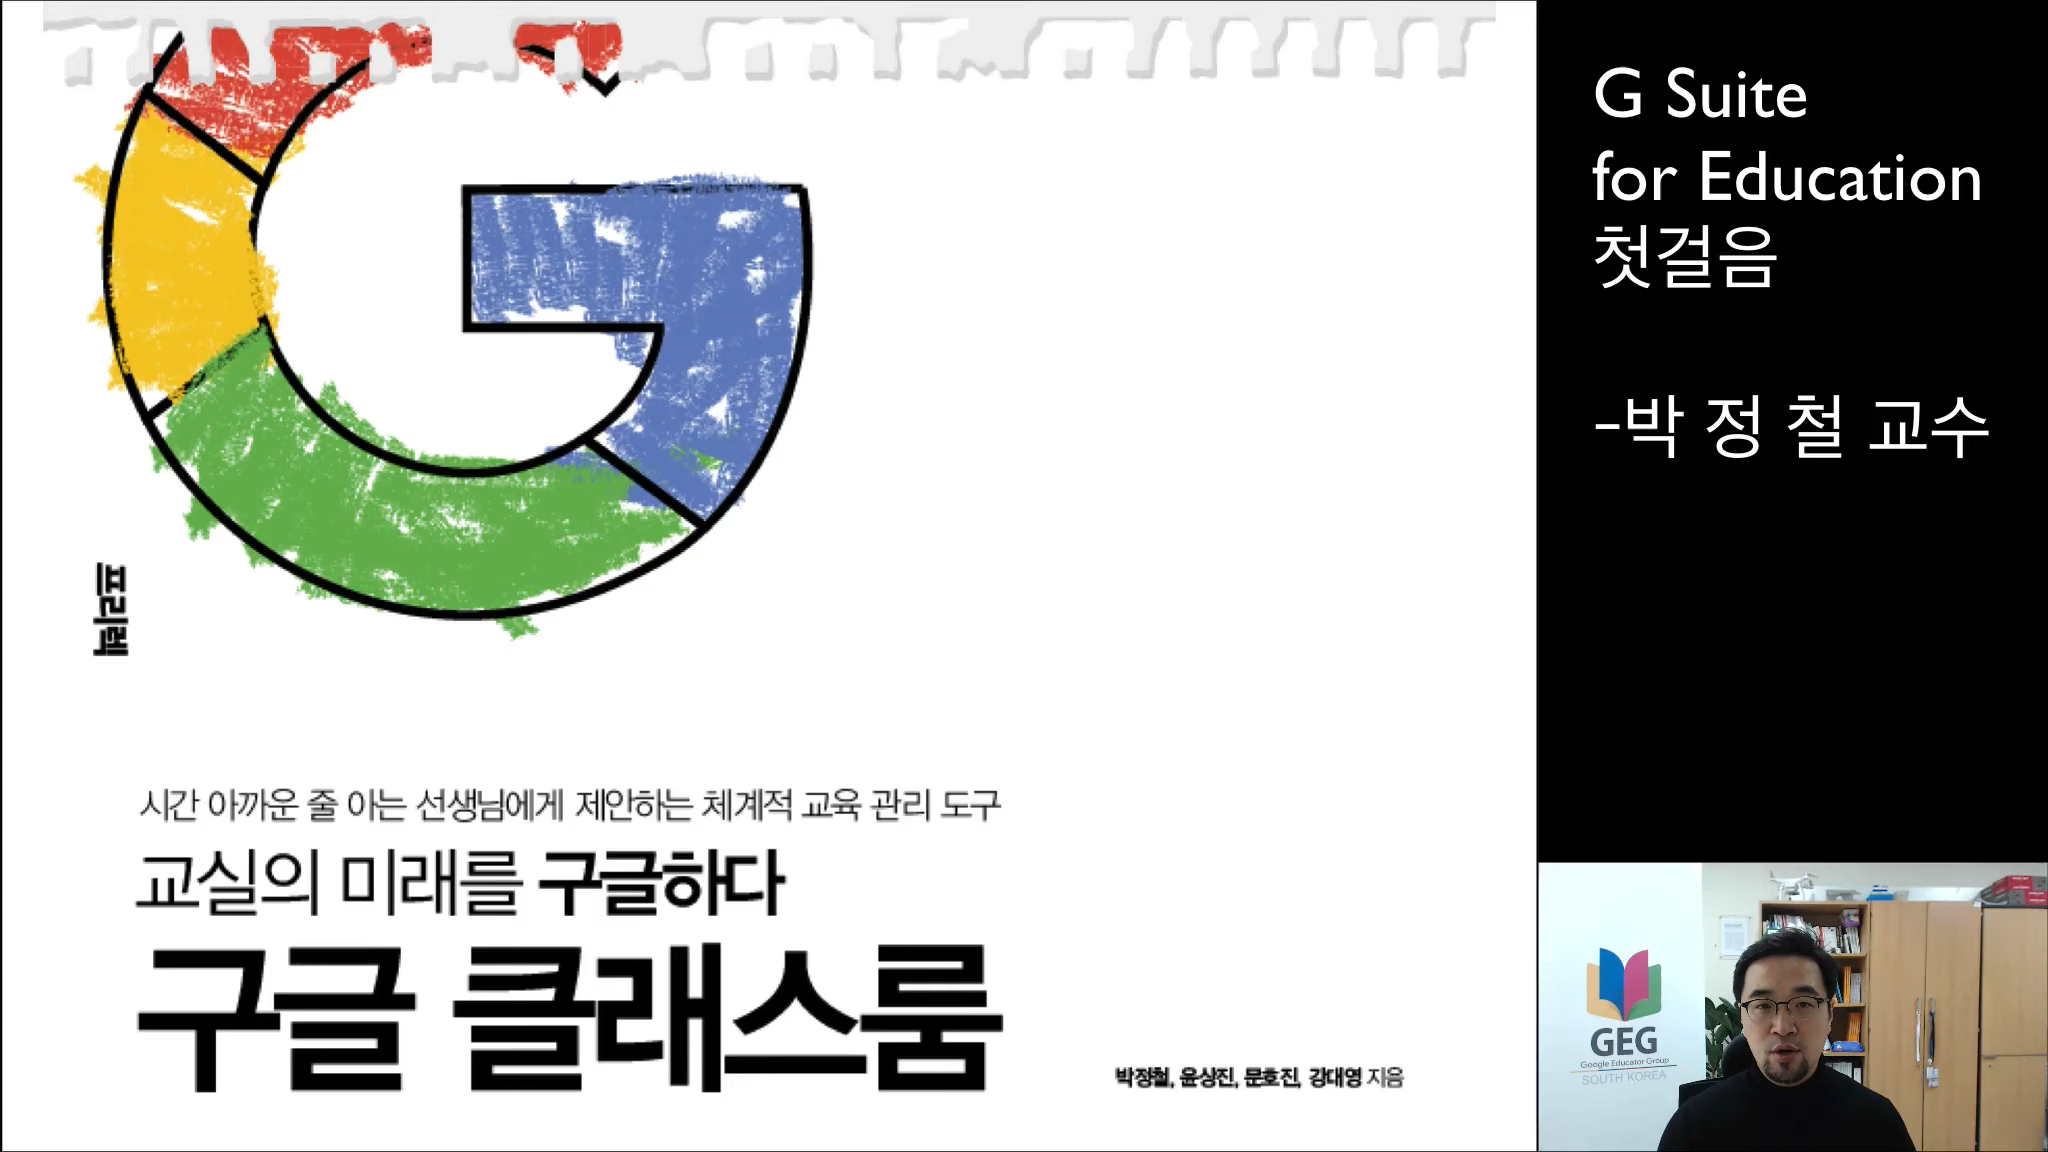 프리렉
시간 아까운 줄 아는 선생님에게 제안하는 체계적 교육 관리 도구
교실의 미래를 구글하다
구글 클래스룸
박정철, 윤상진, 문호진, 강대영 지음
G Suite
for Education
첫걸음
-박 정 철 교수
GEG
Google Educator Group
SOUTH KOREA